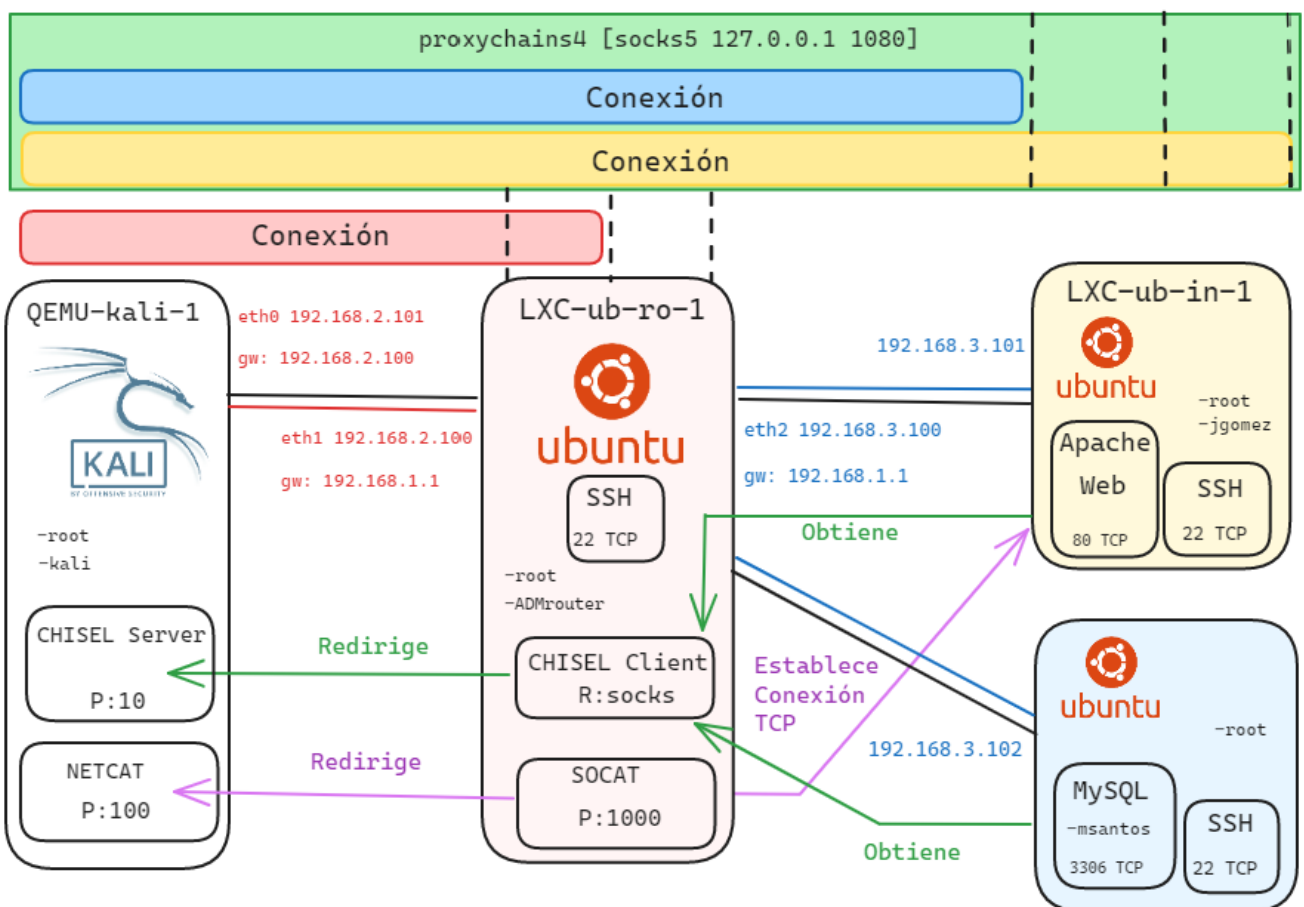 proxychains4 [socks5 127.0.0.1 1080]
Conexión
Conexión
Conexión
QEMU-kali-1
eth0 192.168.2.101
gw: 192.168.2.100
eth1 192.168.2.100
gw: 192.168.1.1
KALI
BY OFFENSIVE SECURITY
-root
-kali
CHISEL Server
P:10
NETCAT
P:100
Redirige
Redirige
LXC-ub-ro-1
ubuntu
SSH
22 TCP
-root
-ADMrouter
CHISEL Client
R:socks
SOCAT
P:1000
192.168.3.101
eth2 192.168.3.100
gw: 192.168.1.1
Obtiene
Establece
Conexión
TCP
192.168.3.102
Obtiene
LXC-ub-in-1
ubuntu
-root
-jgomez
Apache
Web
80 TCP
SSH
22 TCP
ubuntu
-root
MySQL
-msantos
3306 TCP
SSH
22 TCP